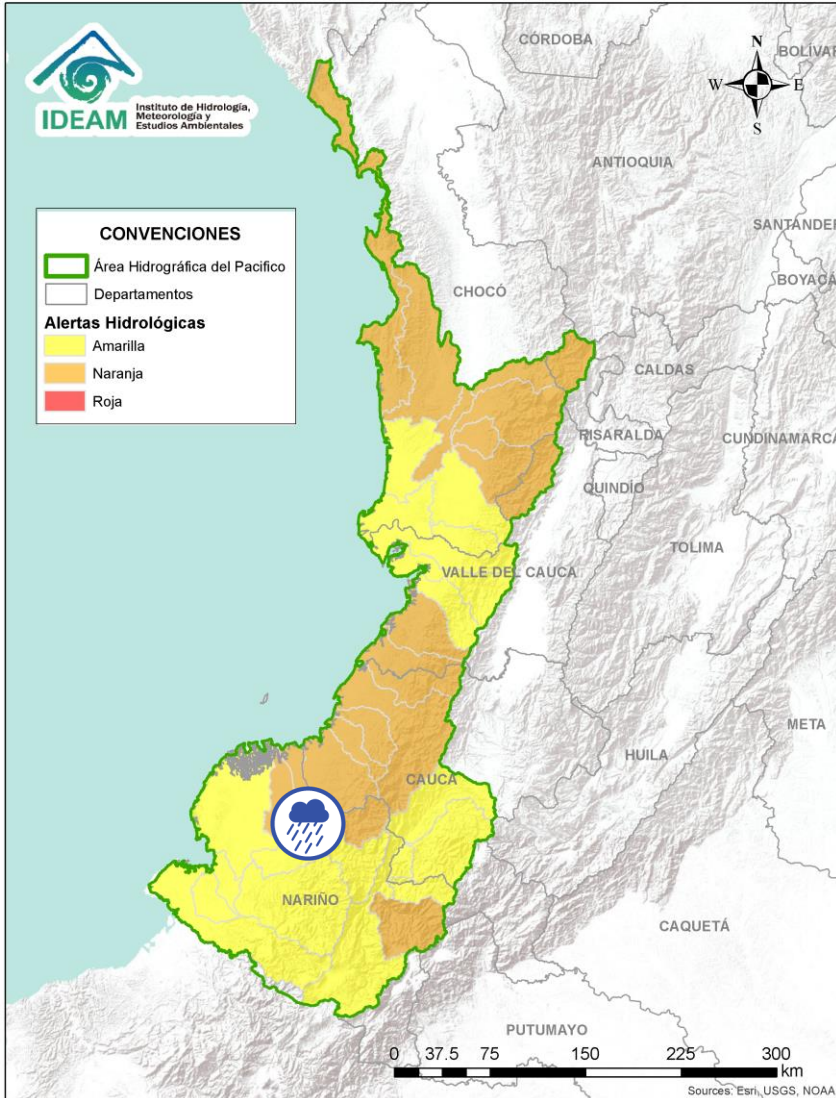 IDEAM
Instituto de Hidrología,
Meteorología y
Estudios Ambientales
CÓRDOBA
BOLÍVAR
N
W
E
S
ANTIOQUIA
SANTANDER
BOYACÁ
CONVENCIONES
Área Hidrográfica del Pacifico
Departamentos
Alertas Hidrológicas
Amarilla
Naranja
Roja
CHOCÓ
CALDAS
RISARALDA
CUNDINAMARCA
QUINDÍO
TOLIMA
VALLE DEL CAUCA
META
HUILA
CAUCA
NARIÑO
CAQUETÁ
PUTUMAYO
0 37.5 75 150 225 300
km
Sources: Esri, USGS, NOAA